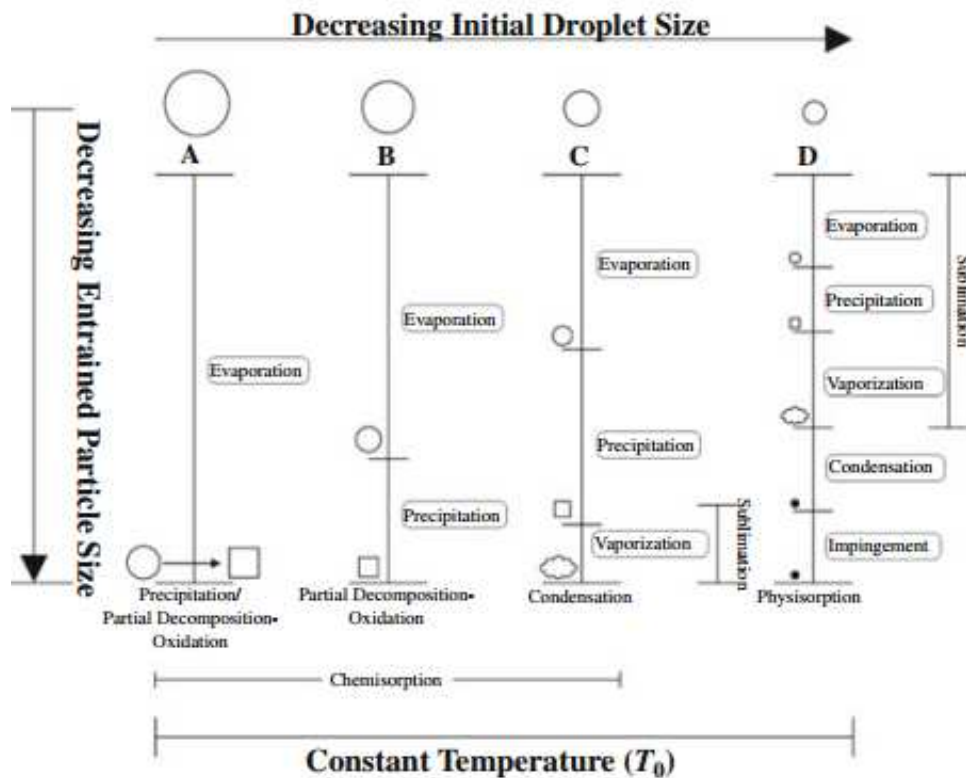 Decreasing Initial Droplet Size
Decreasing Entrained Particle Size
A
B
C
D
Evaporation
Precipitation/
Partial Decomposition-
Oxidation
Evaporation
Precipitation
Partial Decomposition-
Oxidation
Evaporation
Precipitation
Vaporization
Sublimation
Condensation
Evaporation
Precipitation
Vaporization
Sublimation
Condensation
Impingement
Physisorption
Chemisorption
Constant Temperature (T₀)